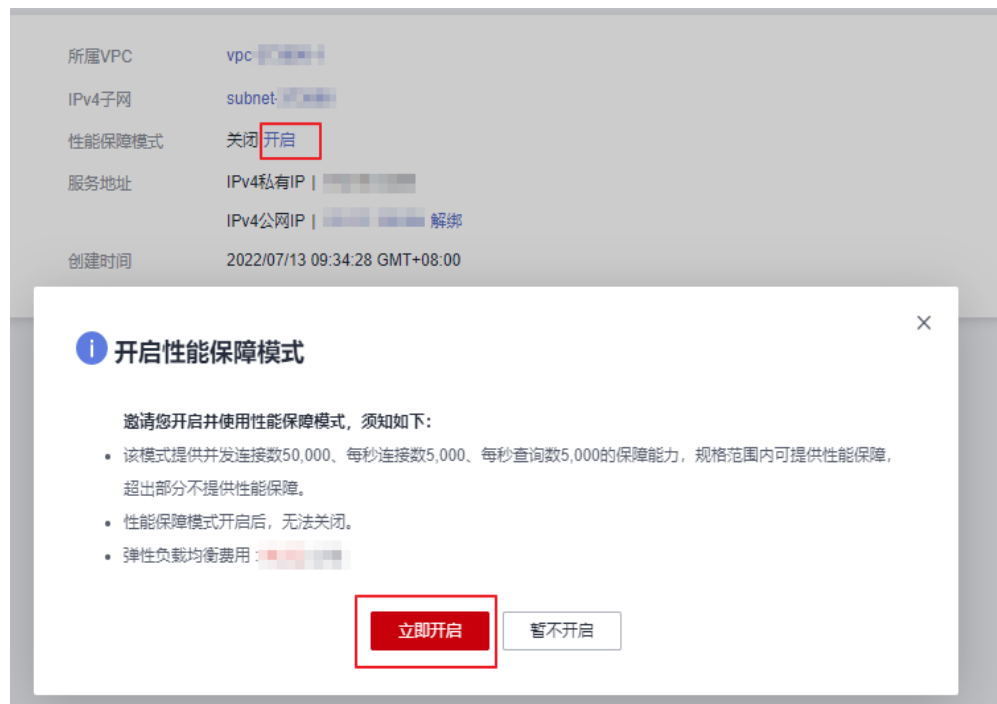 所属VPC
vpc-
IPv4子网
subnet-
性能保障模式
关闭 开启
服务地址
IPv4私有IP |
IPv4公网IP | 解绑
创建时间
2022/07/13 09:34:28 GMT+08:00
开启性能保障模式
邀请您开启并使用性能保障模式，须知如下：
该模式提供并发连接数50,000、每秒连接数5,000、每秒查询数5,000的保障能力，规格范围内可提供性能保障，
超出部分不提供性能保障。
性能保障模式开启后，无法关闭。
弹性负载均衡费用：
立即开启
暂不开启